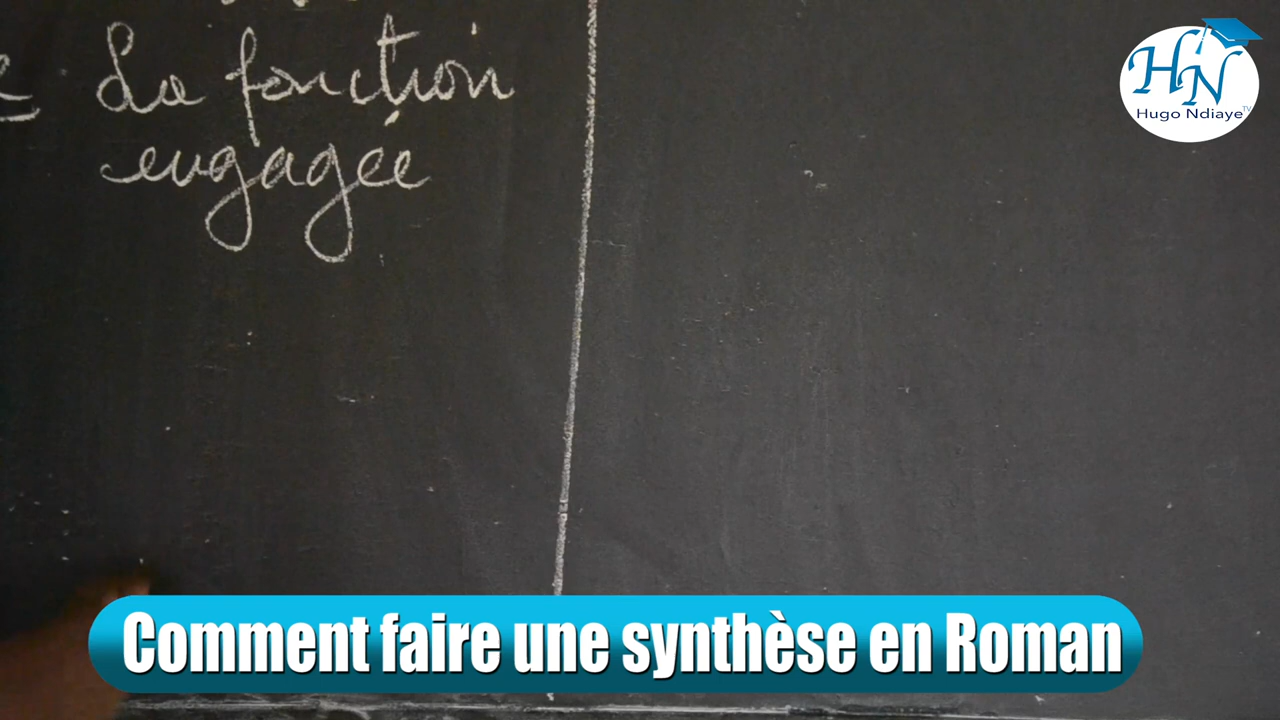 La fonction
engagée
HN
Hugo Ndiaye TV
Comment faire une synthèse en Roman